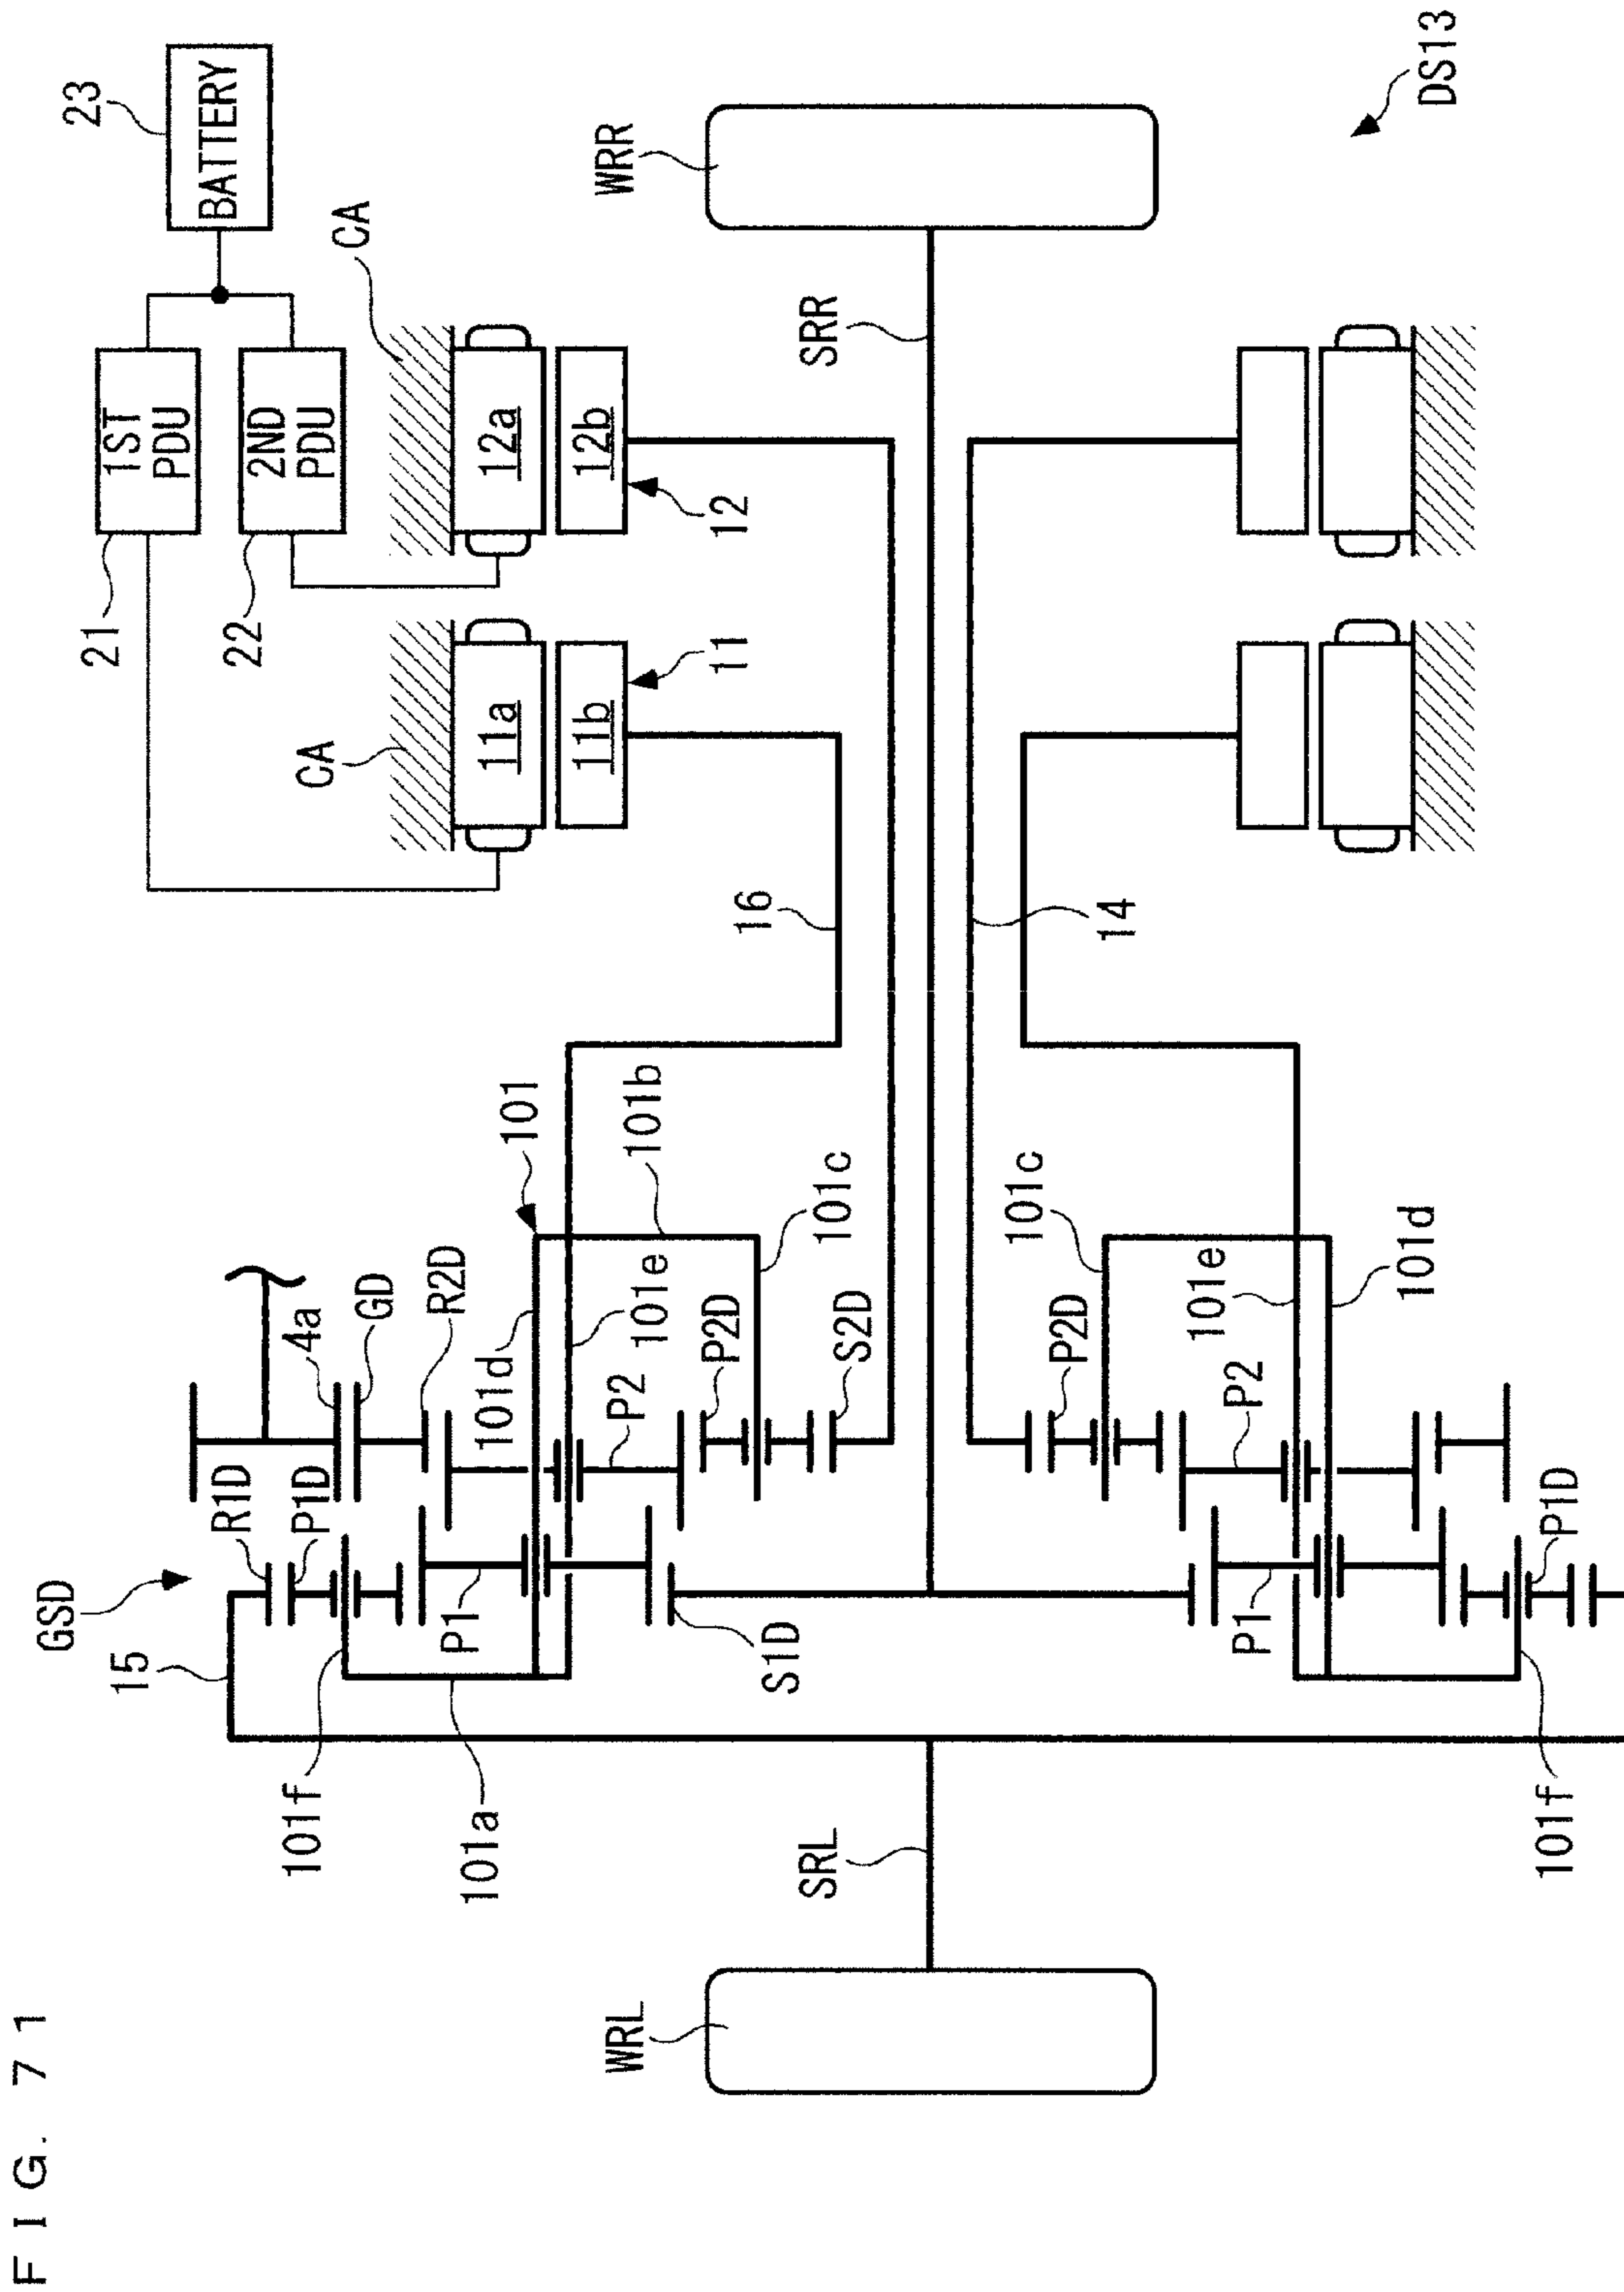 FIG. 71
23
BATTERY
1ST PDU
2ND PDU
21
22
CA
CA
12a
12b
12
11a
11b
11
WRR
DS13
SRR
16
14
101
101b
101c
101c
101d
101e
101e
101d
4a
GD
R2D
P2
P2D
S2D
P2D
P2
R1D
P1D
P1
S1D
P1
P1D
GSD
15
101f
101a
101f
SRL
WRL